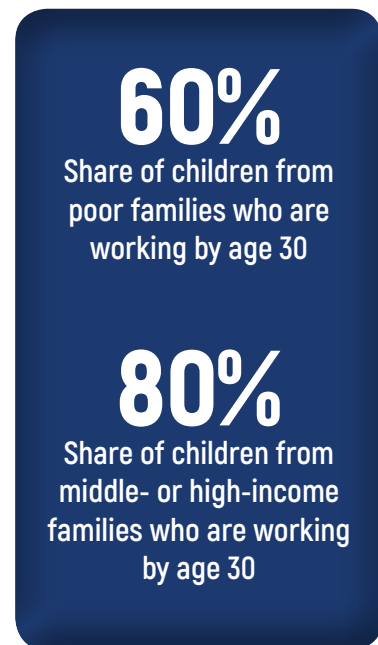 60%
Share of children from
poor families who are
working by age 30
80%
Share of children from
middle- or high-income
families who are working
by age 30